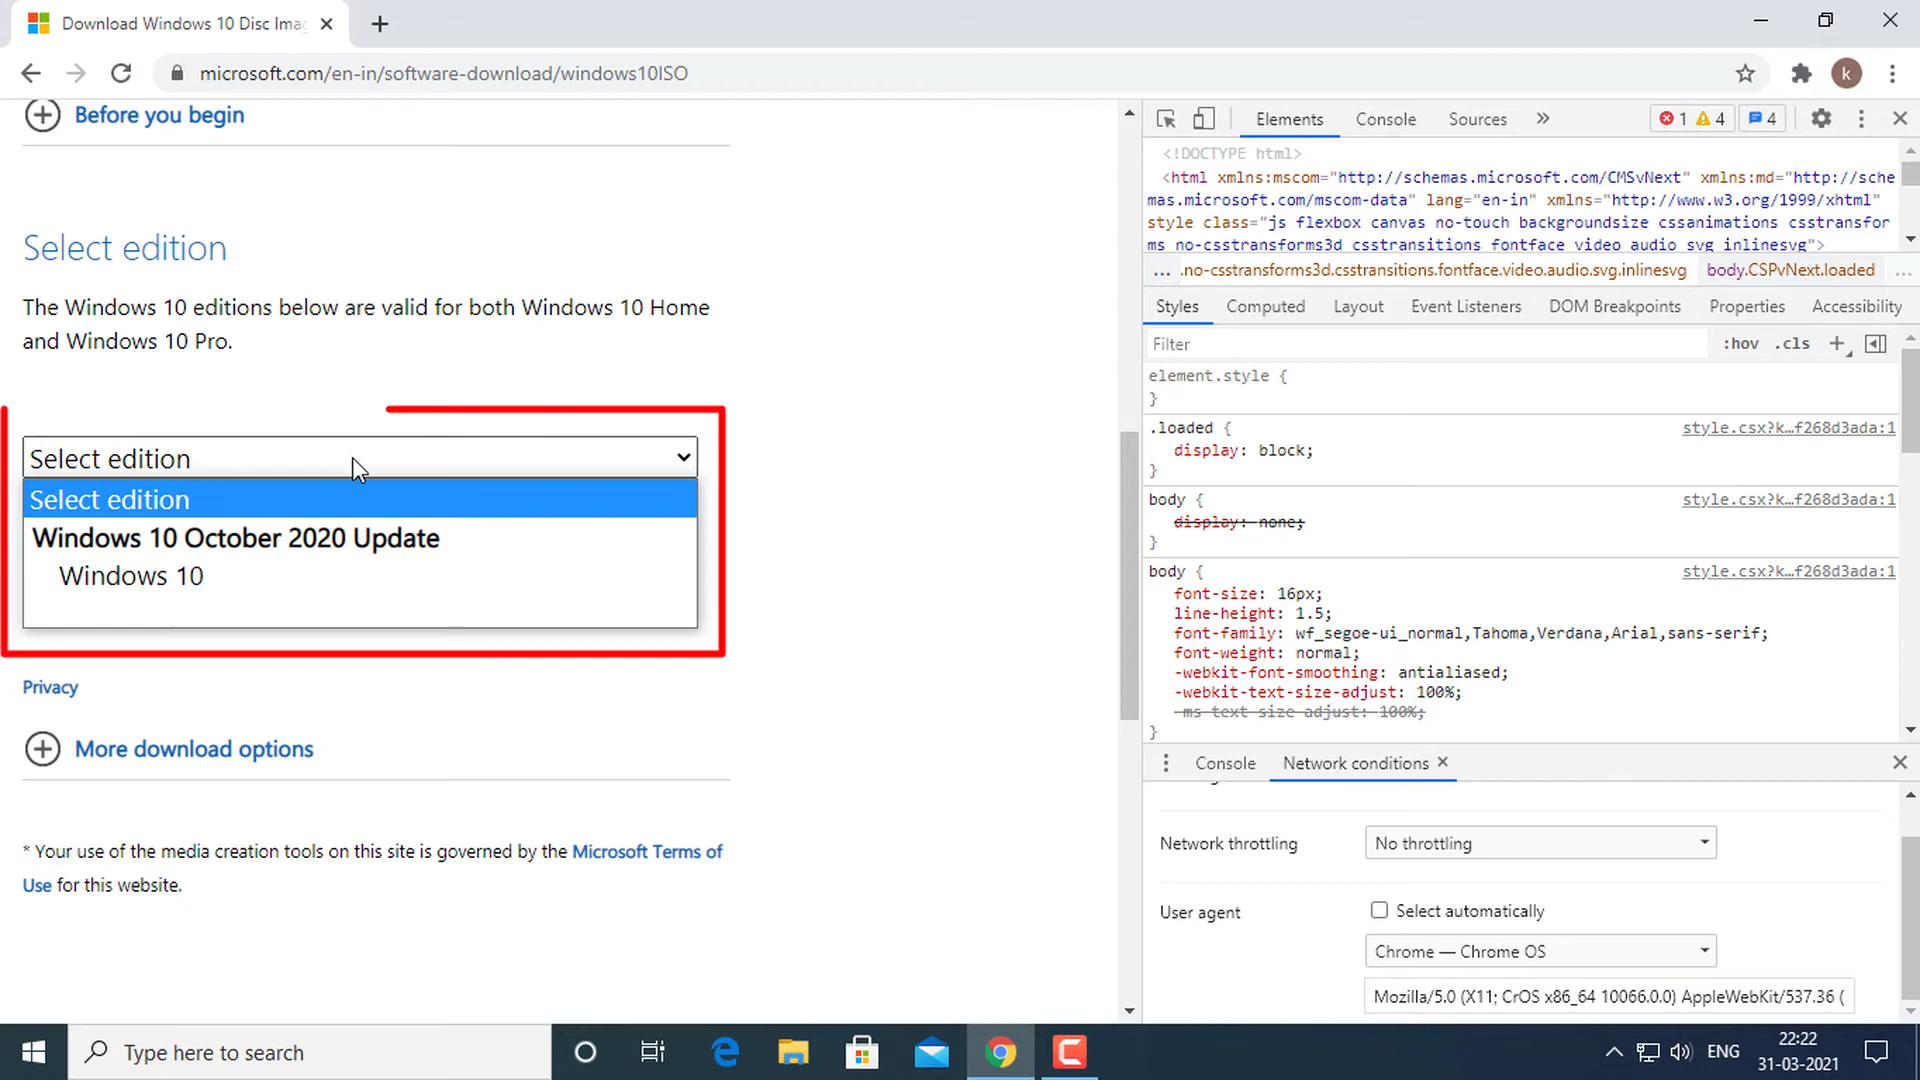 Download Windows 10 Disc Ima
microsoft.com/en-in/software-download/windows10ISO
k
Before you begin
Select edition
The Windows 10 editions below are valid for both Windows 10 Home
and Windows 10 Pro.
Select edition
Select edition
Windows 10 October 2020 Update
Windows 10
Privacy
More download options
* Your use of the media creation tools on this site is governed by the Microsoft Terms of
Use for this website.
Elements Console Sources » 1 4 4
<!DOCTYPE html>
<html xmlns:mscom="http://schemas.microsoft.com/CMSvNext" xmlns:md="http://sche
mas.microsoft.com/mscom-data" lang="en-in" xmlns="http://www.w3.org/1999/xhtml"
style class="js flexbox canvas no-touch backgroundsize cssanimations csstransfor
ms no-csstransforms3d csstransitions fontface video audio svg inlinesvg">
... .no-csstransforms3d.csstransitions.fontface.video.audio.svg.inlinesvg body.CSPvNext.loaded ...
Styles Computed Layout Event Listeners DOM Breakpoints Properties Accessibility
Filter :hov .cls +
element.style {
}
.loaded { style.csx?k…f268d3ada:1
display: block;
}
body { style.csx?k…f268d3ada:1
display: none;
}
body { style.csx?k…f268d3ada:1
font-size: 16px;
line-height: 1.5;
font-family: wf_segoe-ui_normal,Tahoma,Verdana,Arial,sans-serif;
font-weight: normal;
-webkit-font-smoothing: antialiased;
-webkit-text-size-adjust: 100%;
-ms-text-size-adjust: 100%;
}
Console Network conditions
Network throttling No throttling
User agent Select automatically
Chrome — Chrome OS
Mozilla/5.0 (X11; CrOS x86_64 10066.0.0) AppleWebKit/537.36 (
Type here to search
ENG
22:22
31-03-2021